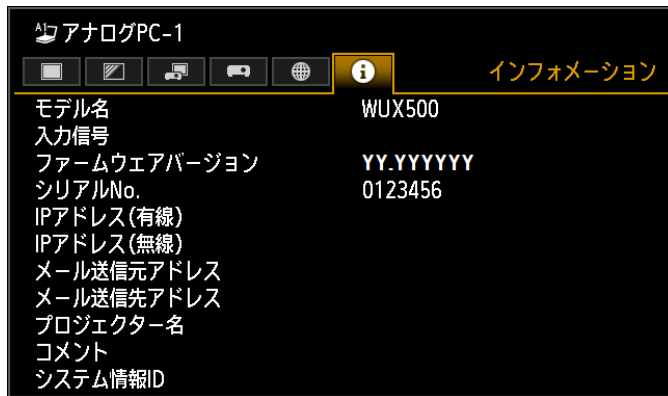 A1 アナログPC-1
インフォメーション
モデル名 WUX500
入力信号
ファームウェアバージョン YY.YYYYYY
シリアルNo. 0123456
IPアドレス(有線)
IPアドレス(無線)
メール送信元アドレス
メール送信先アドレス
プロジェクター名
コメント
システム情報ID